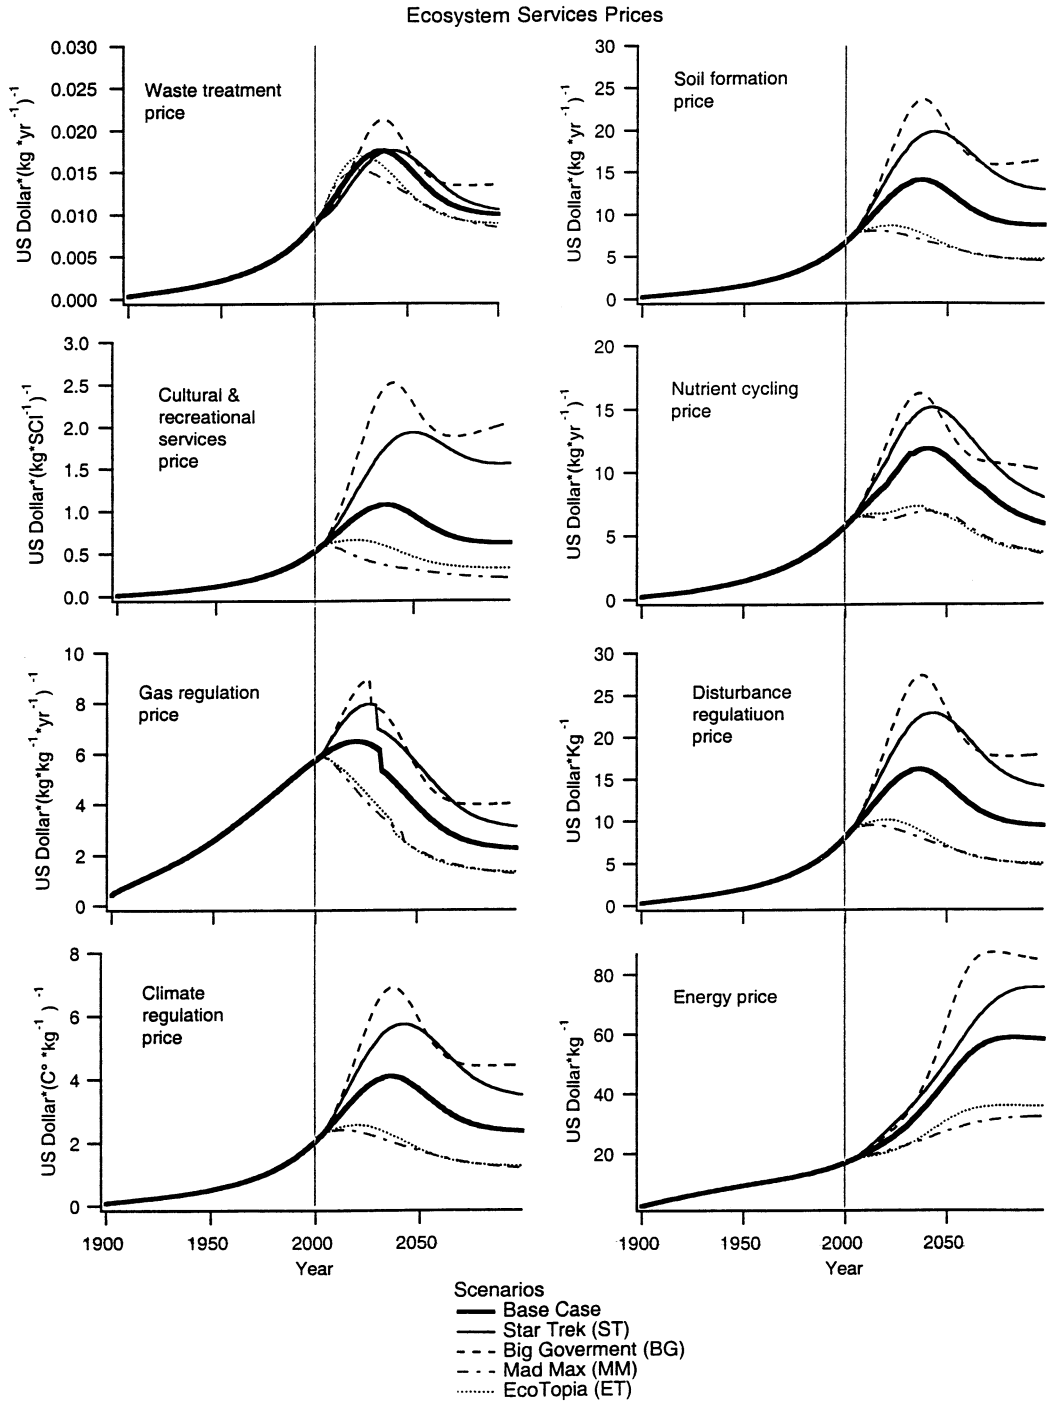 Ecosystem Services Prices
US Dollar*(kg *yr -1)-1
0.030
0.025
0.020
0.015
0.010
0.005
0.000
Waste treatment
price
US Dollar*(kg *yr -1)-1
30
25
20
15
10
5
0
Soil formation
price
US Dollar*(kg*SCI-1)-1
3.0
2.5
2.0
1.5
1.0
0.5
0.0
Cultural &
recreational
services
price
US Dollar*(kg*yr-1)-1
20
15
10
5
0
Nutrient cycling
price
US Dollar*(kg*kg -1 *yr-1) -1
10
8
6
4
2
0
Gas regulation
price
US Dollar*Kg-1
30
25
20
15
10
5
0
Disturbance
regulatiuon
price
US Dollar*(C° *kg-1) -1
8
6
4
2
0
Climate
regulation
price
1900
1950
2000
2050
Year
US Dollar*kg -1
80
60
40
20
Energy price
1900
1950
2000
2050
Year
Scenarios
Base Case
Star Trek (ST)
Big Goverment (BG)
Mad Max (MM)
EcoTopia (ET)